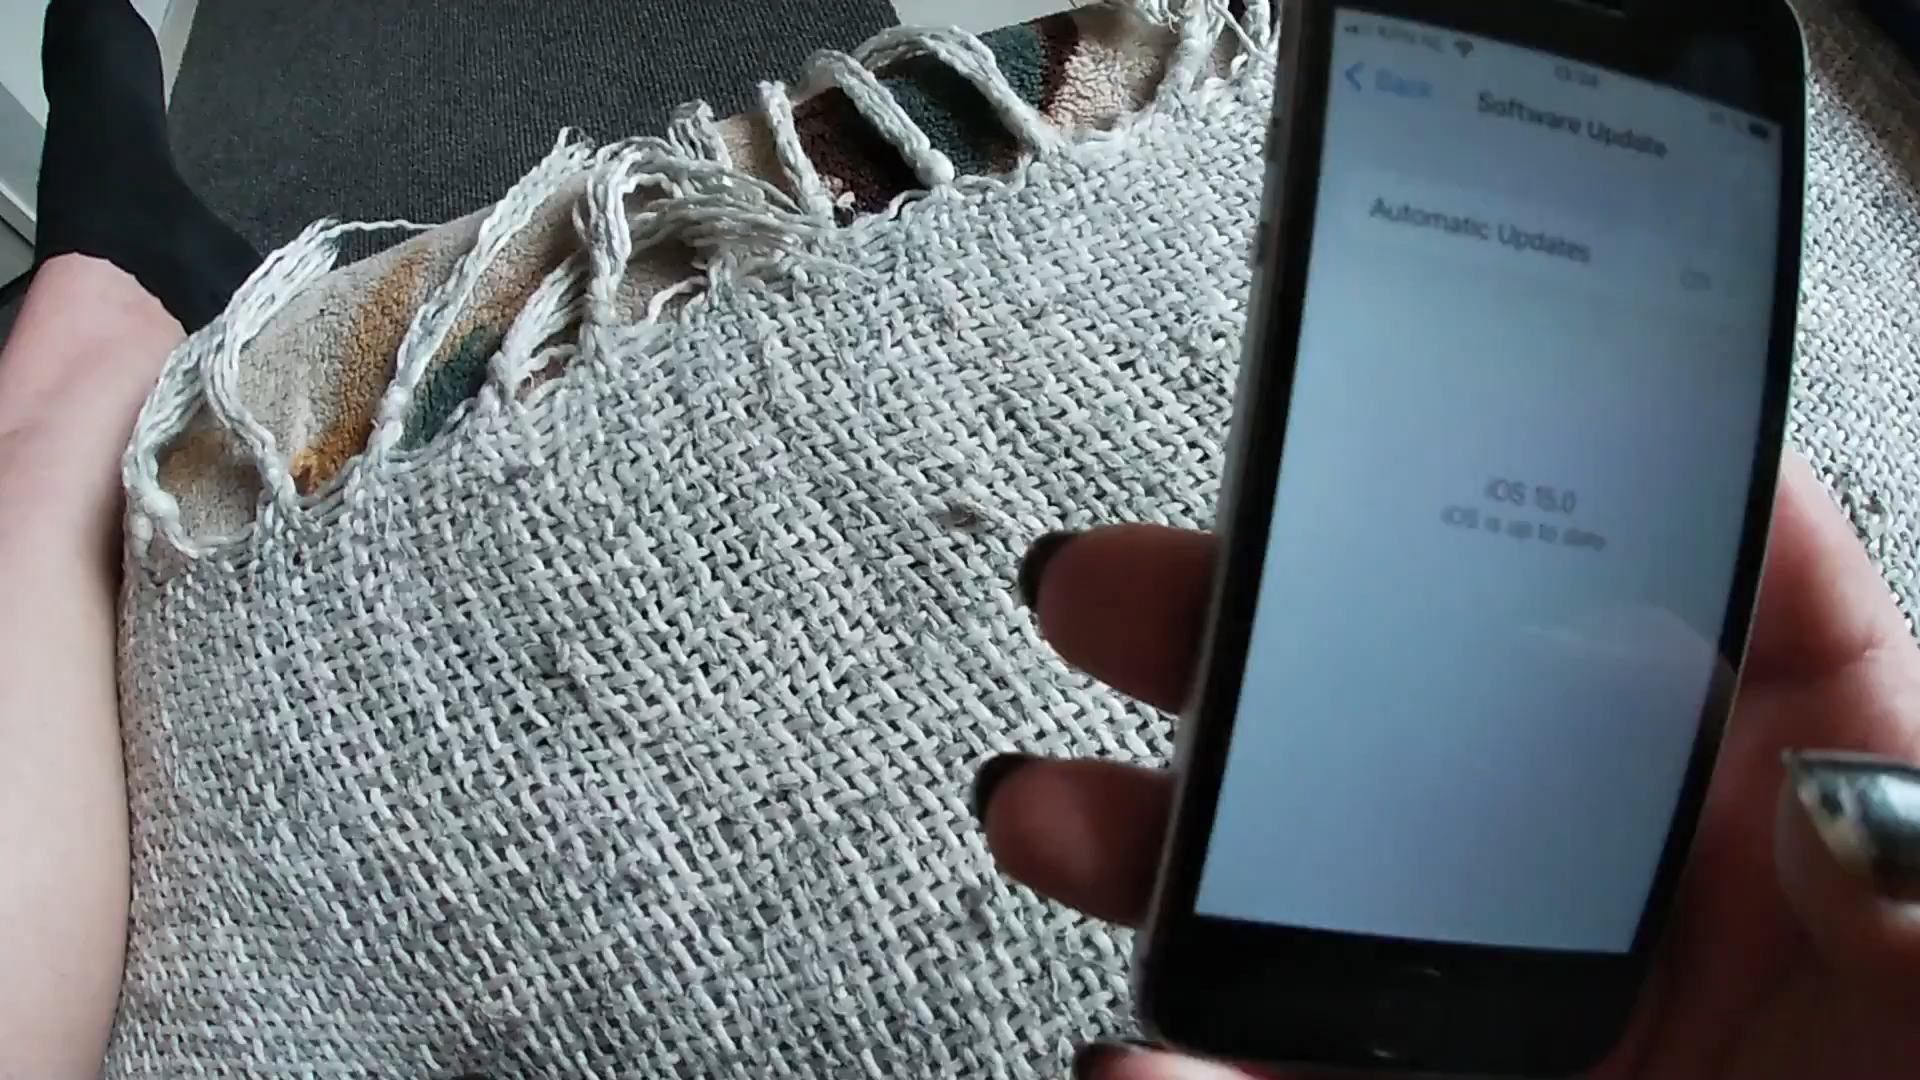 Back
Software Update
Automatic Updates
iOS 15.0
iOS is up to date